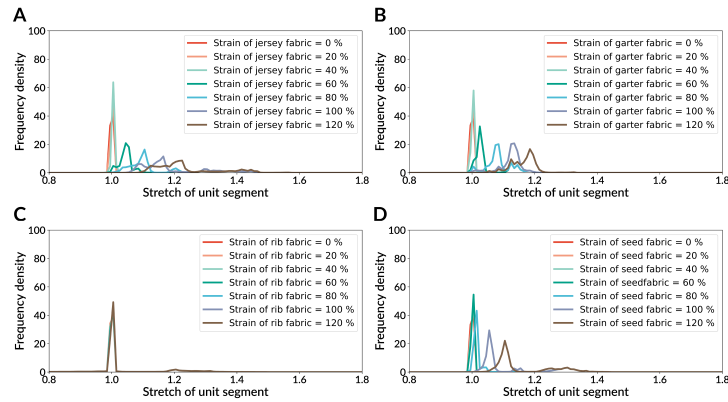 A
100
80
60
40
20
0
Frequency density
Strain of jersey fabric = 0 %
Strain of jersey fabric = 20 %
Strain of jersey fabric = 40 %
Strain of jersey fabric = 60 %
Strain of jersey fabric = 80 %
Strain of jersey fabric = 100 %
Strain of jersey fabric = 120 %
0.8 1.0 1.2 1.4 1.6 1.8
Stretch of unit segment
B
100
80
60
40
20
0
Frequency density
Strain of garter fabric = 0 %
Strain of garter fabric = 20 %
Strain of garter fabric = 40 %
Strain of garter fabric = 60 %
Strain of garter fabric = 80 %
Strain of garter fabric = 100 %
Strain of garter fabric = 120 %
0.8 1.0 1.2 1.4 1.6 1.8
Stretch of unit segment
C
100
80
60
40
20
0
Frequency density
Strain of rib fabric = 0 %
Strain of rib fabric = 20 %
Strain of rib fabric = 40 %
Strain of rib fabric = 60 %
Strain of rib fabric = 80 %
Strain of rib fabric = 100 %
Strain of rib fabric = 120 %
0.8 1.0 1.2 1.4 1.6 1.8
Stretch of unit segment
D
100
80
60
40
20
0
Frequency density
Strain of seed fabric = 0 %
Strain of seed fabric = 20 %
Strain of seed fabric = 40 %
Strain of seedfabric = 60 %
Strain of seed fabric = 80 %
Strain of seed fabric = 100 %
Strain of seed fabric = 120 %
0.8 1.0 1.2 1.4 1.6 1.8
Stretch of unit segment